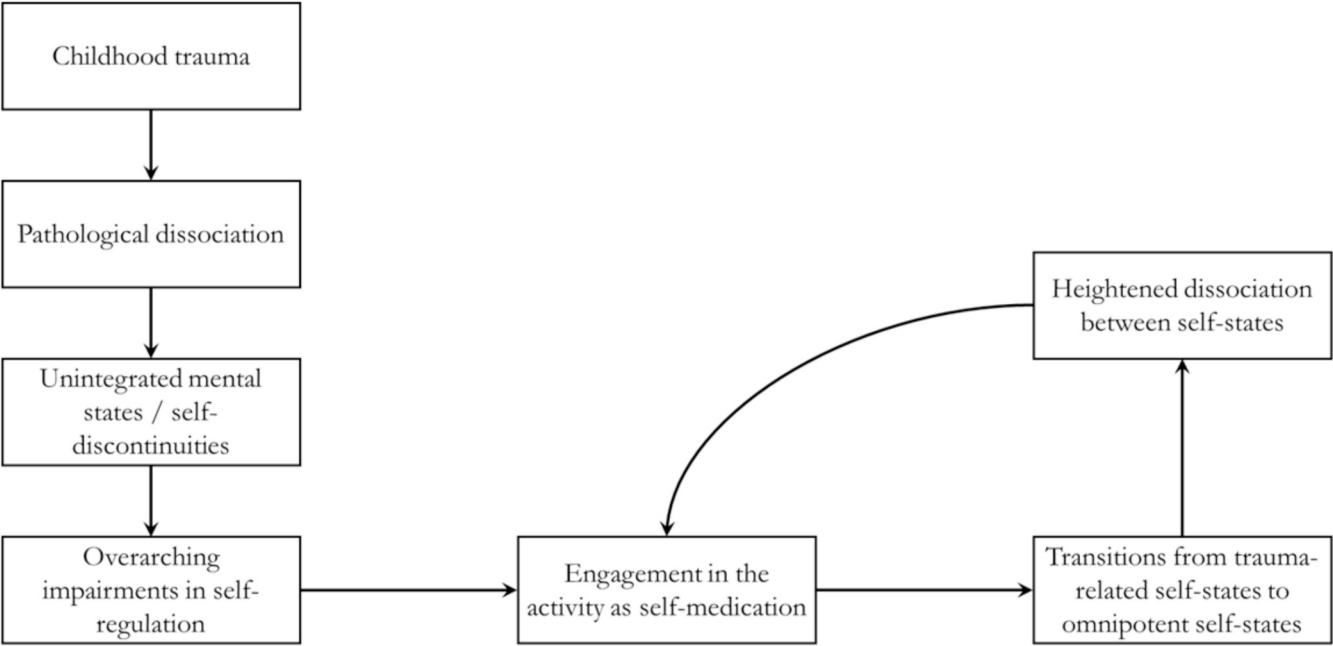 Childhood trauma
Pathological dissociation
Unintegrated mental
states / self-
discontinuities
Overarching
impairments in self-
regulation
Engagement in the
activity as self-medication
Transitions from trauma-
related self-states to
omnipotent self-states
Heightened dissociation
between self-states